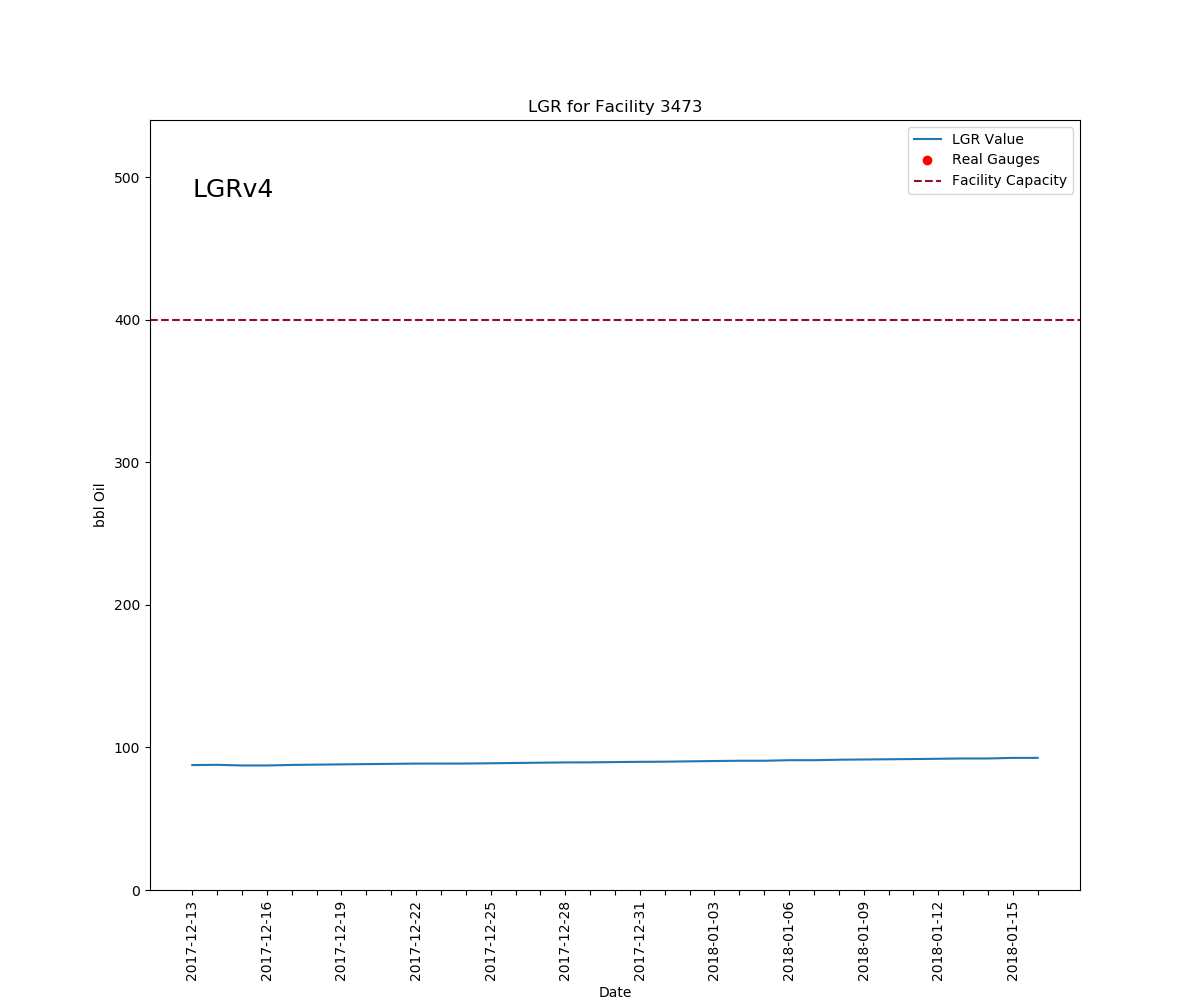 LGR for Facility 3473
LGRv4
LGR Value
Real Gauges
Facility Capacity
500
400
300
200
100
0
bbl Oil
2017-12-13
2017-12-16
2017-12-19
2017-12-22
2017-12-25
2017-12-28
2017-12-31
2018-01-03
2018-01-06
2018-01-09
2018-01-12
2018-01-15
Date